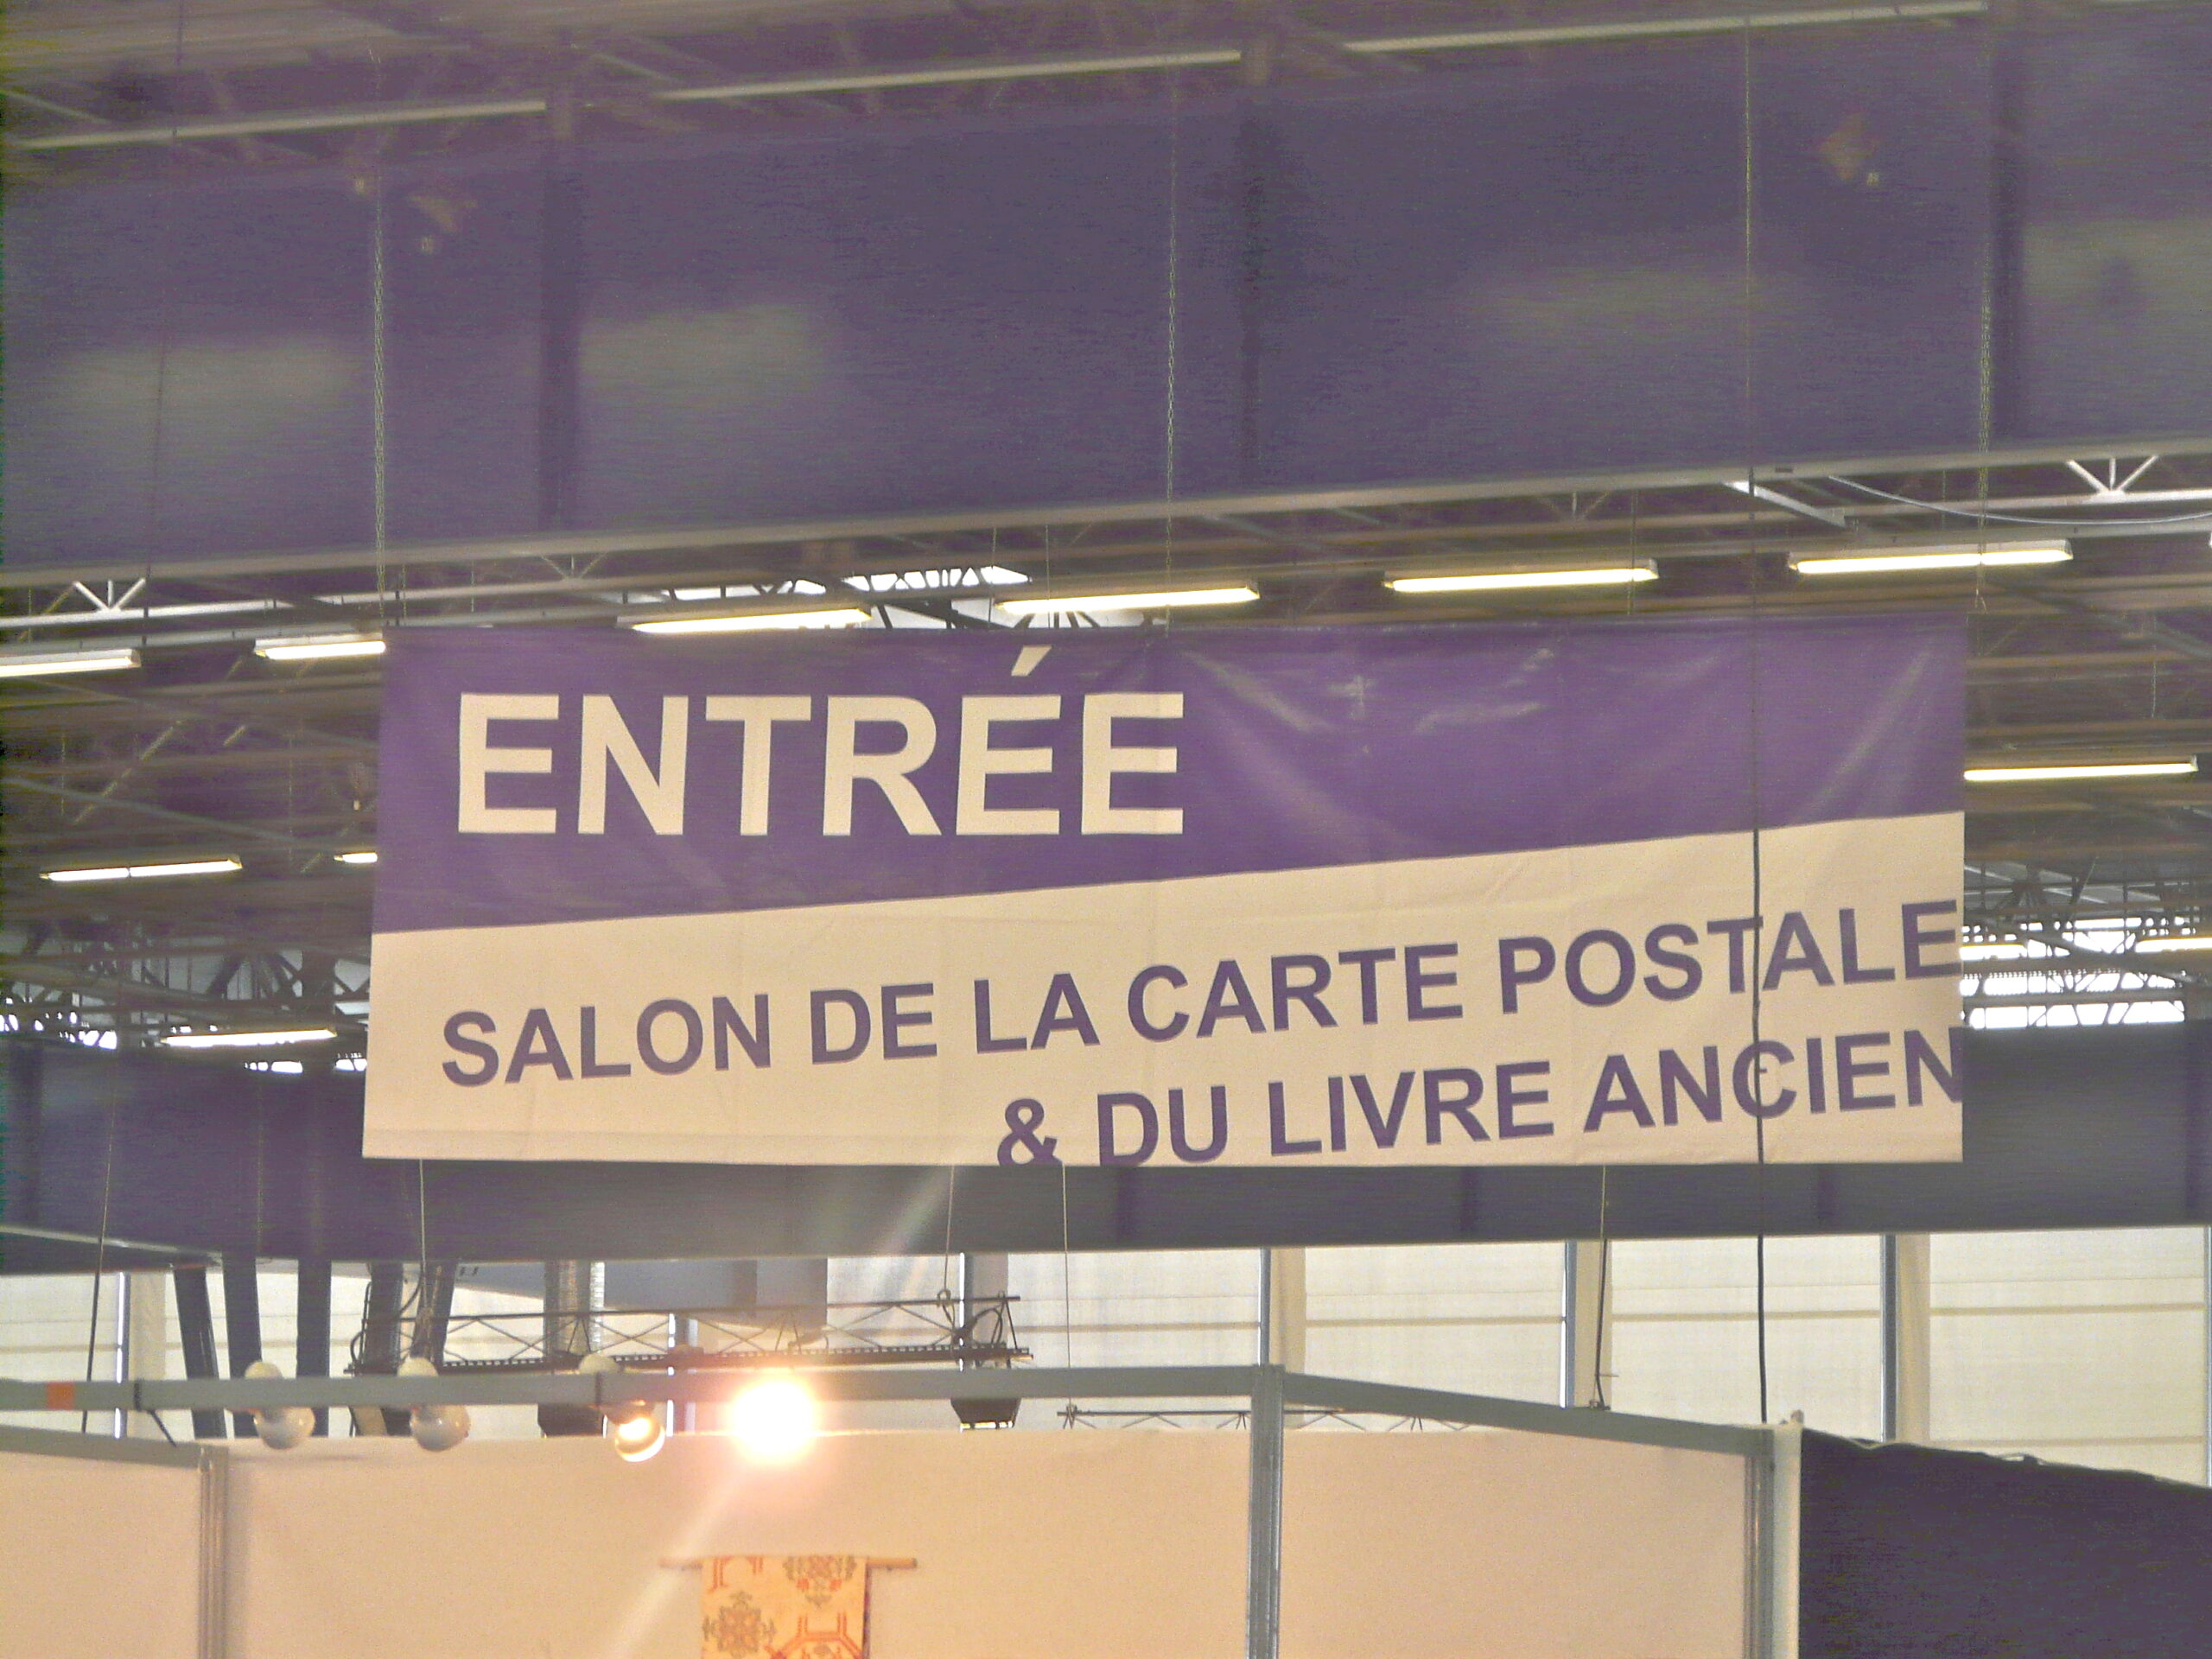 ENTRÉE
SALON DE LA CARTE POSTALE
& DU LIVRE ANCIEN